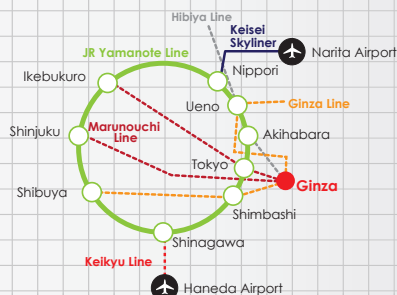 Hibiya Line
Keisei
Skyliner
JR Yamanote Line
Narita Airport
Ikebukuro
Nippori
Ueno
Ginza Line
Shinjuku
Marunouchi
Line
Akihabara
Tokyo
Shibuya
Ginza
Shimbashi
Shinagawa
Keikyu Line
Haneda Airport